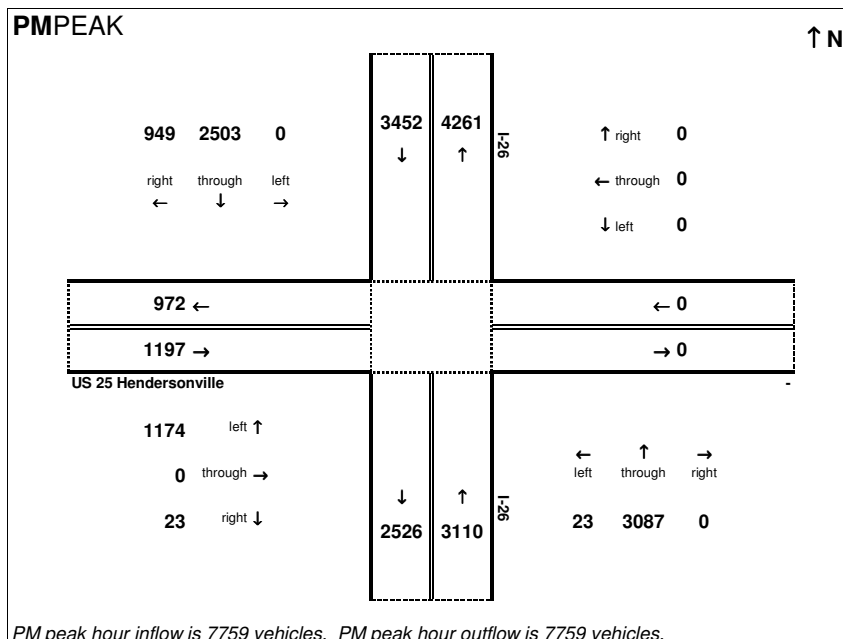 PMPEAK
↑ N
949 2503 0
right through left
← ↓ →
3452 4261
↓ ↑
I-26
↑ right 0
← through 0
↓ left 0
972 ←
1197 →
← 0
→ 0
US 25 Hendersonville
-
1174 left ↑
0 through →
23 right ↓
↓ ↑
2526 3110
I-26
← ↑ →
left through right
23 3087 0
PM peak hour inflow is 7759 vehicles. PM peak hour outflow is 7759 vehicles.